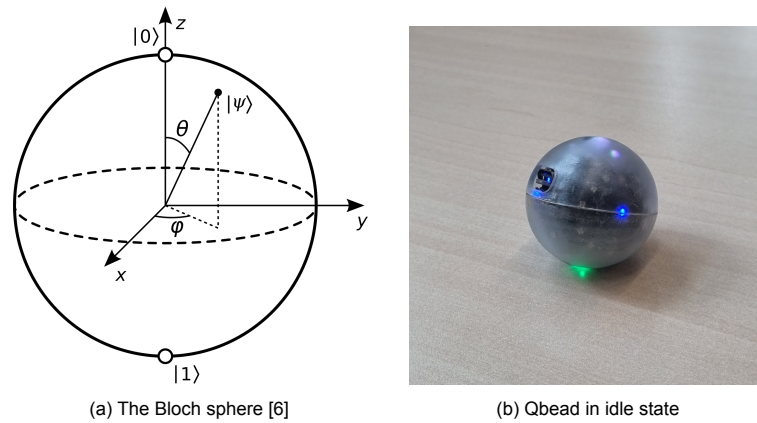 |0⟩
z
|ψ⟩
θ
y
φ
x
|1⟩
(a) The Bloch sphere [6]
(b) Qbead in idle state